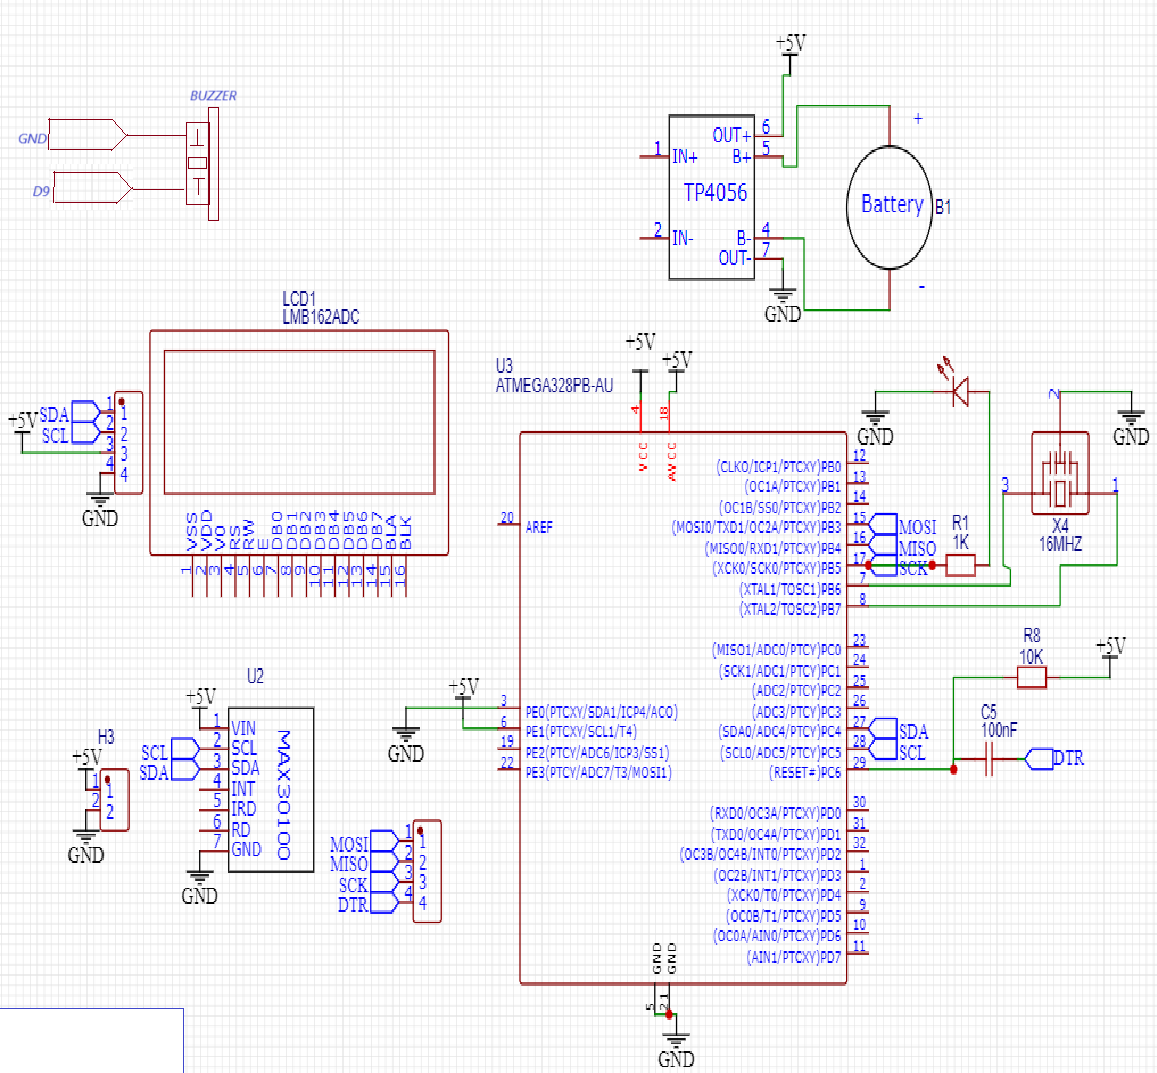 +5V
BUZZER
GND
D9
OUT+ 6
B+ 5
1 IN+
TP4056
2 IN-
B- 4
OUT- 7
GND
+
Battery B1
-
LCD1
LMB162ADC
SDA 1 1
SCL 2 2
+5V 3 3
4 4
GND
VSS VDD VO RS RW E DB0 DB1 DB2 DB3 DB4 DB5 DB6 DB7 BLA BLK
1 2 3 4 5 6 7 8 9 10 11 12 13 14 15 16
U3
ATMEGA328PB-AU
+5V +5V
4 18
VCC AVCC
20 AREF
(CLKO/ICP1/PTCXY)PB0 12
(OC1A/PTCXY)PB1 13
(OC1B/SS0/PTCXY)PB2 14
(MOSI0/TXD1/OC2A/PTCXY)PB3 15 MOSI
(MISO0/RXD1/PTCXY)PB4 16 MISO
(XCK0/SCK0/PTCXY)PB5 17 SCK
(XTAL1/TOSC1)PB6 7
(XTAL2/TOSC2)PB7 8
GND
R1
1K
2
GND
3 1
X4
16MHZ
(MISO1/ADC0/PTCY)PC0 23
(SCK1/ADC1/PTCY)PC1 24
(ADC2/PTCY)PC2 25
(ADC3/PTCY)PC3 26
(SDA0/ADC4/PTCY)PC4 27 SDA
(SCL0/ADC5/PTCY)PC5 28 SCL
(RESET#)PC6 29
R8
10K
+5V
C5
100nF
DTR
+5V
GND
3 PE0(PTCXY/SDA1/ICP4/ACO)
6 PE1(PTCXY/SCL1/T4)
19 PE2(PTCY/ADC6/ICP3/SS1)
22 PE3(PTCY/ADC7/T3/MOSI1)
(RXD0/OC3A/PTCXY)PD0 30
(TXD0/OC4A/PTCXY)PD1 31
(OC3B/OC4B/INT0/PTCXY)PD2 32
(OC2B/INT1/PTCXY)PD3 1
(XCK0/T0/PTCXY)PD4 2
(OC0B/T1/PTCXY)PD5 9
(OC0A/AIN0/PTCXY)PD6 10
(AIN1/PTCXY)PD7 11
GND GND
5 21
GND
U2
+5V
1 VIN
SCL 2 SCL
SDA 3 SDA
4 INT
5 IRD
6 RD
7 GND
MAX30100
GND
H3
+5V
1 1
2 2
GND
MOSI 1 1
MISO 2 2
SCK 3 3
DTR 4 4